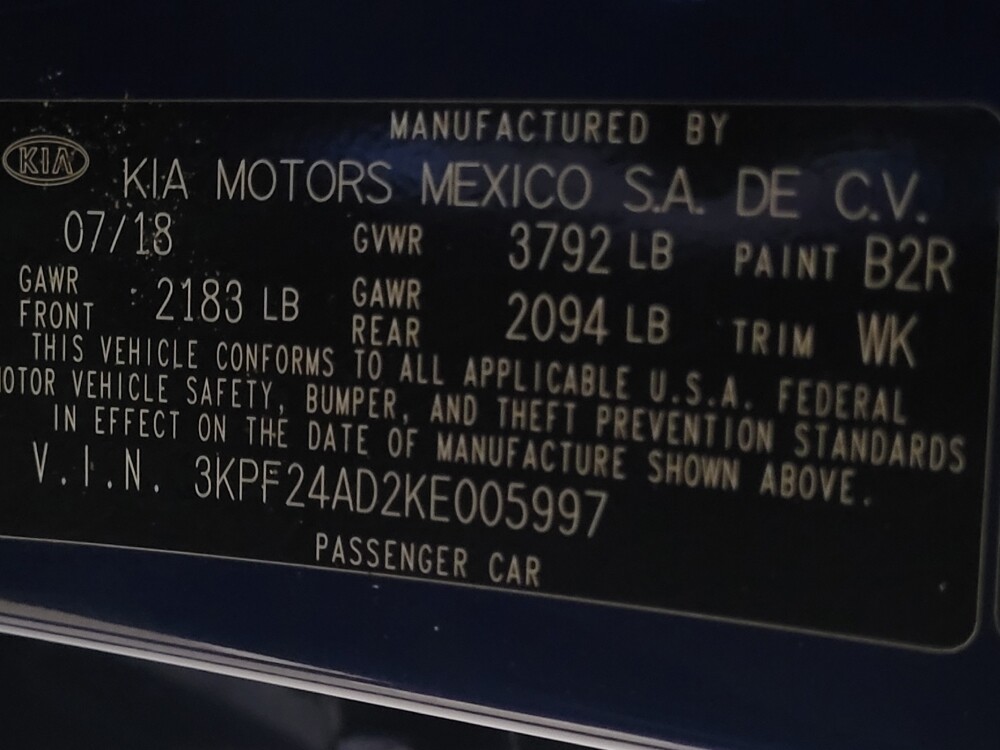 MANUFACTURED BY
KIA
KIA MOTORS MEXICO S.A. DE C.V.
07/18 GVWR 3792 LB PAINT B2R
GAWR FRONT : 2183 LB GAWR REAR 2094 LB TRIM WK
THIS VEHICLE CONFORMS TO ALL APPLICABLE U.S.A. FEDERAL
MOTOR VEHICLE SAFETY, BUMPER, AND THEFT PREVENTION STANDARDS
IN EFFECT ON THE DATE OF MANUFACTURE SHOWN ABOVE.
V.I.N. 3KPF24AD2KE005997
PASSENGER CAR